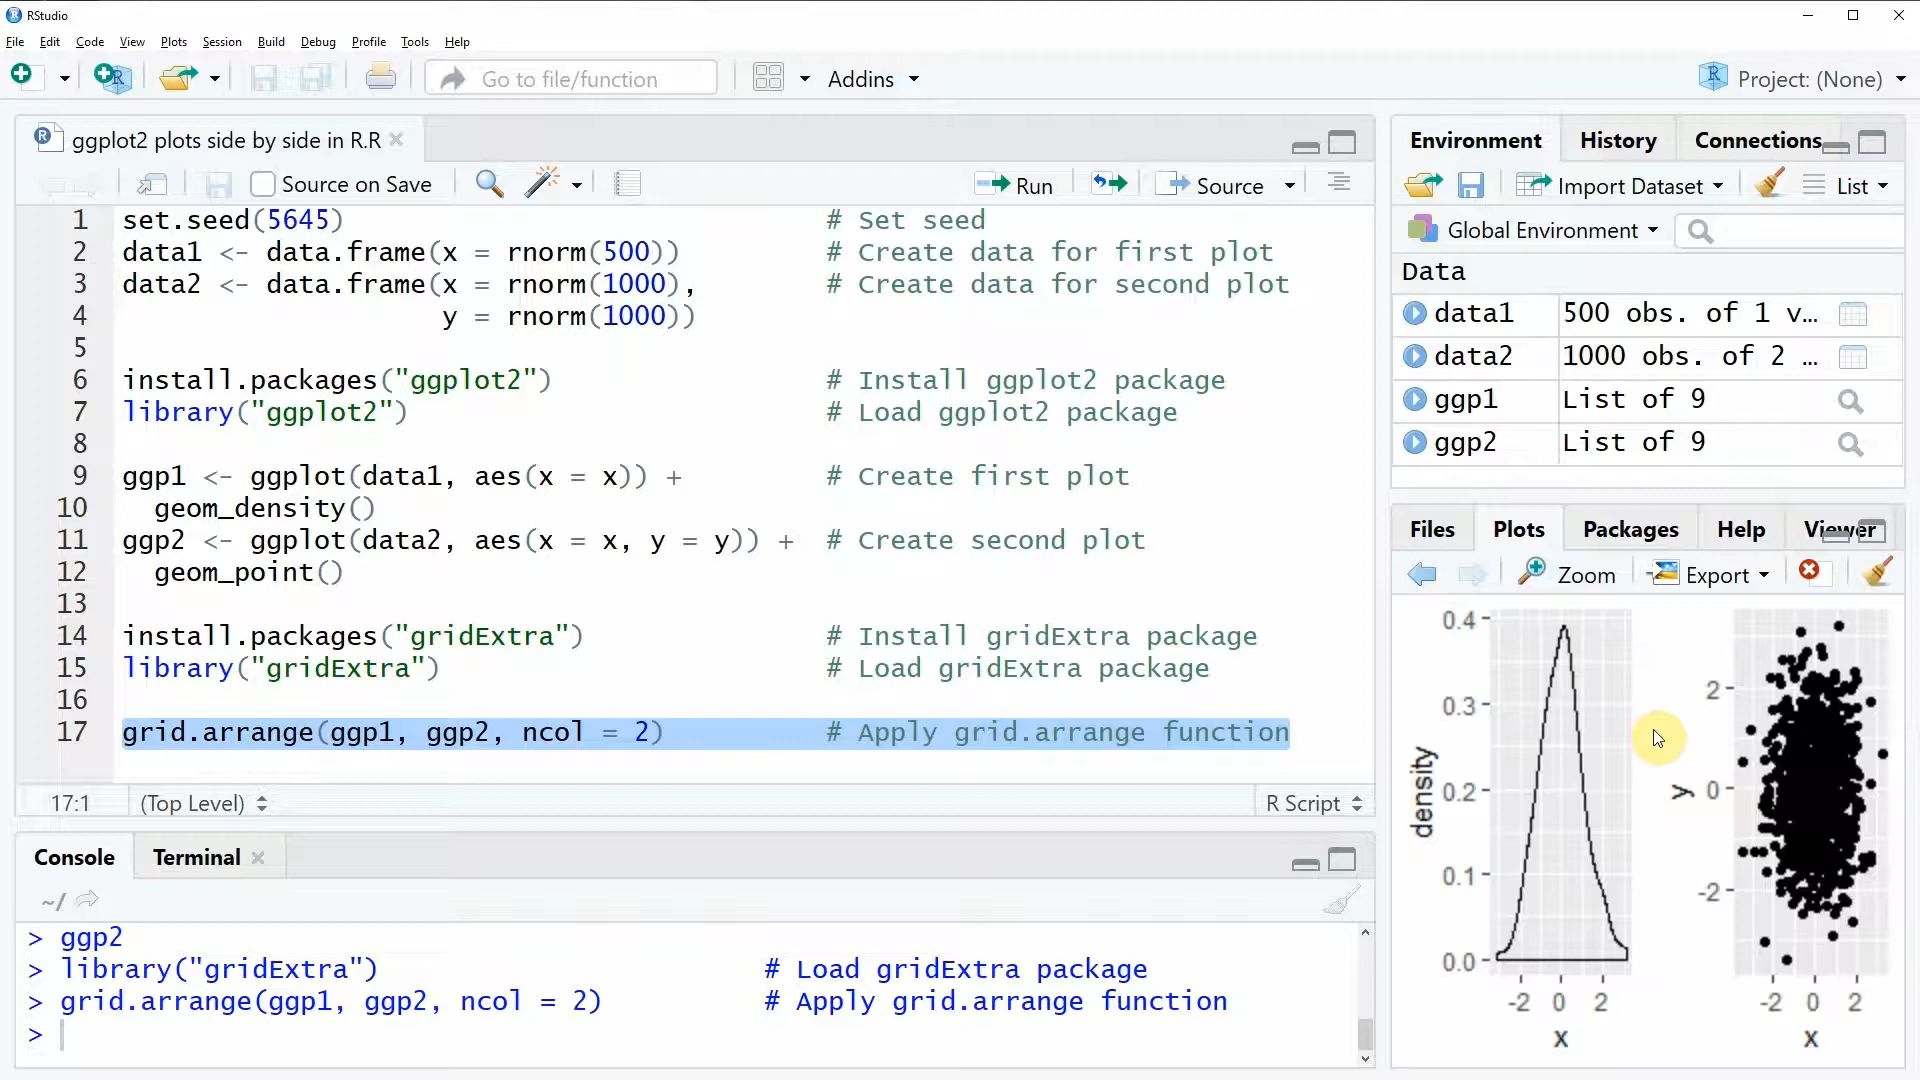 RStudio
File Edit Code View Plots Session Build Debug Profile Tools Help
Go to file/function Addins Project: (None)
ggplot2 plots side by side in R.R
Source on Save Run Source
1 set.seed(5645) # Set seed
2 data1 <- data.frame(x = rnorm(500)) # Create data for first plot
3 data2 <- data.frame(x = rnorm(1000), # Create data for second plot
4 y = rnorm(1000))
5
6 install.packages("ggplot2") # Install ggplot2 package
7 library("ggplot2") # Load ggplot2 package
8
9 ggp1 <- ggplot(data1, aes(x = x)) + # Create first plot
10 geom_density()
11 ggp2 <- ggplot(data2, aes(x = x, y = y)) + # Create second plot
12 geom_point()
13
14 install.packages("gridExtra") # Install gridExtra package
15 library("gridExtra") # Load gridExtra package
16
17 grid.arrange(ggp1, ggp2, ncol = 2) # Apply grid.arrange function
17:1 (Top Level) R Script
Console Terminal
~/
> ggp2
> library("gridExtra") # Load gridExtra package
> grid.arrange(ggp1, ggp2, ncol = 2) # Apply grid.arrange function
>
Environment History Connections
Import Dataset List
Global Environment
Data
data1 500 obs. of 1 v…
data2 1000 obs. of 2 …
ggp1 List of 9
ggp2 List of 9
Files Plots Packages Help Viewer
Zoom Export
0.4
0.3
0.2
0.1
0.0
density
-2 0 2
x
2
0
-2
y
-2 0 2
x